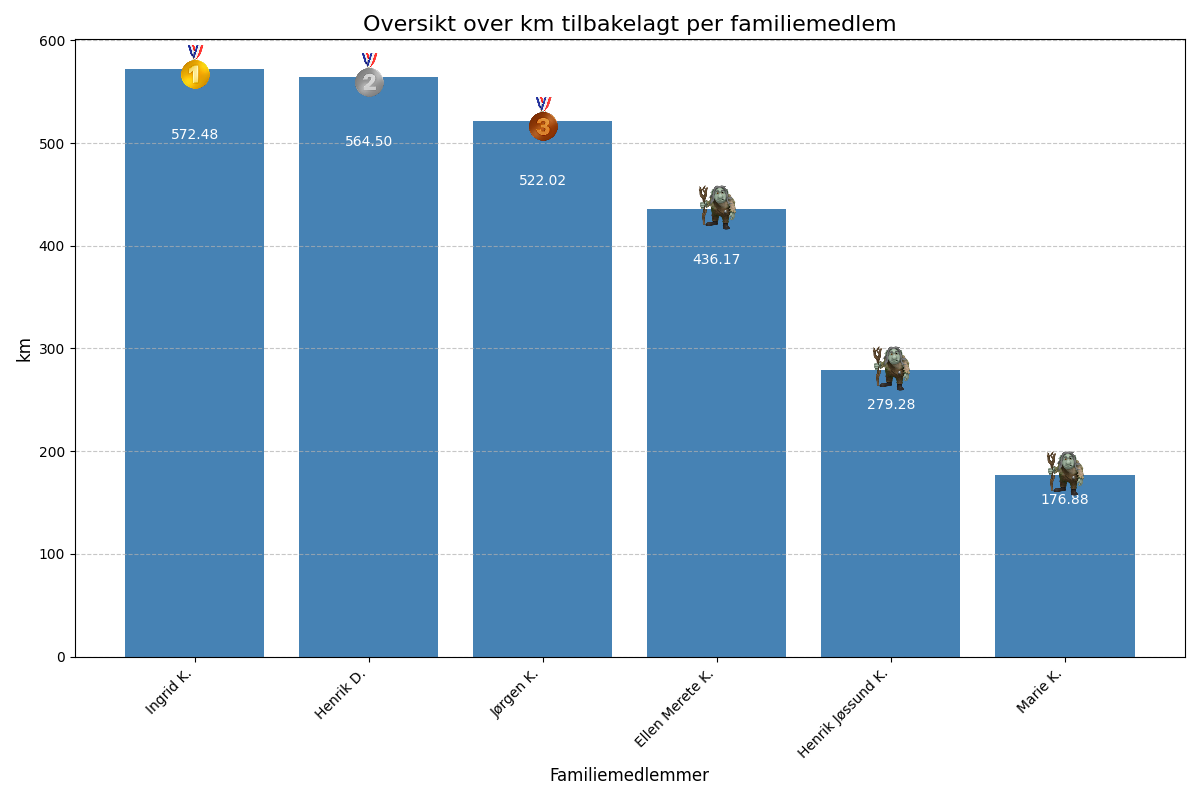 Oversikt over km tilbakelagt per familiemedlem
600
500
400
300
200
100
0
km
1
2
3
572.48
564.50
522.02
436.17
279.28
176.88
Ingrid K.
Henrik D.
Jørgen K.
Ellen Merete K.
Henrik Jøssund K.
Marie K.
Familiemedlemmer